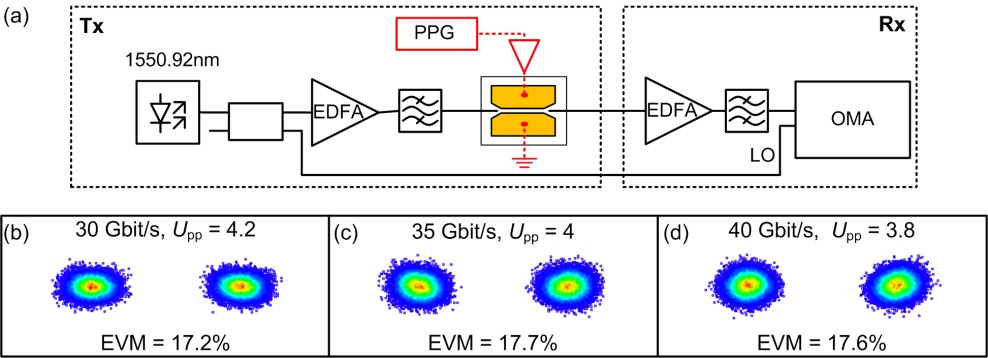 (a)
Tx
PPG
Rx
1550.92nm
EDFA
EDFA
OMA
LO
(b) 30 Gbit/s, Upp = 4.2
EVM = 17.2%
(c) 35 Gbit/s, Upp = 4
EVM = 17.7%
(d) 40 Gbit/s, Upp = 3.8
EVM = 17.6%